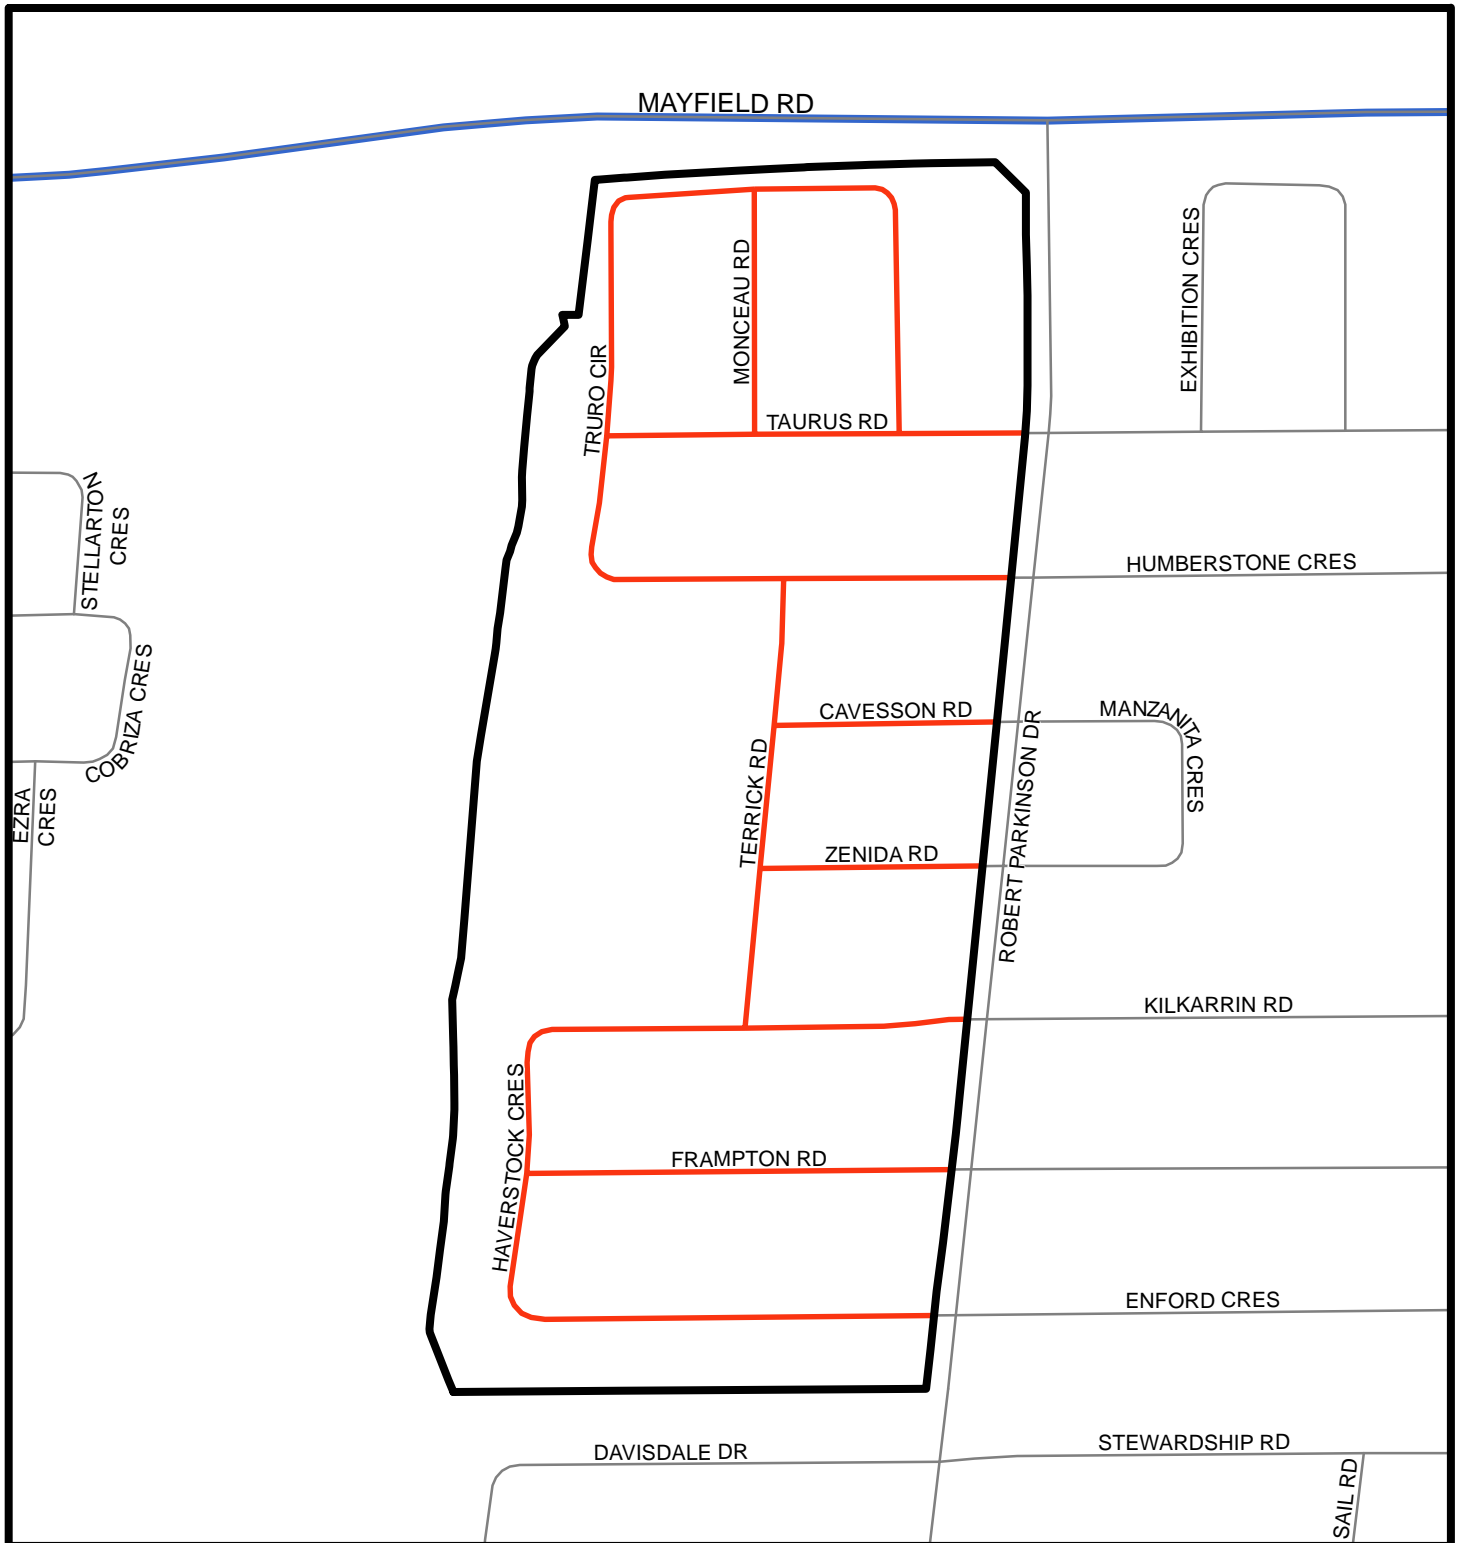 MAYFIELD RD
EXHIBITION CRES
MONCEAU RD
TRURO CIR
TAURUS RD
STELLARTON
CRES
HUMBERSTONE CRES
COBRIZA CRES
CAVESSON RD
MANZANITA CRES
ROBERT PARKINSON DR
TERRICK RD
EZRA
CRES
ZENIDA RD
KILKARRIN RD
HAVERSTOCK CRES
FRAMPTON RD
ENFORD CRES
DAVISDALE DR
STEWARDSHIP RD
SAIL RD